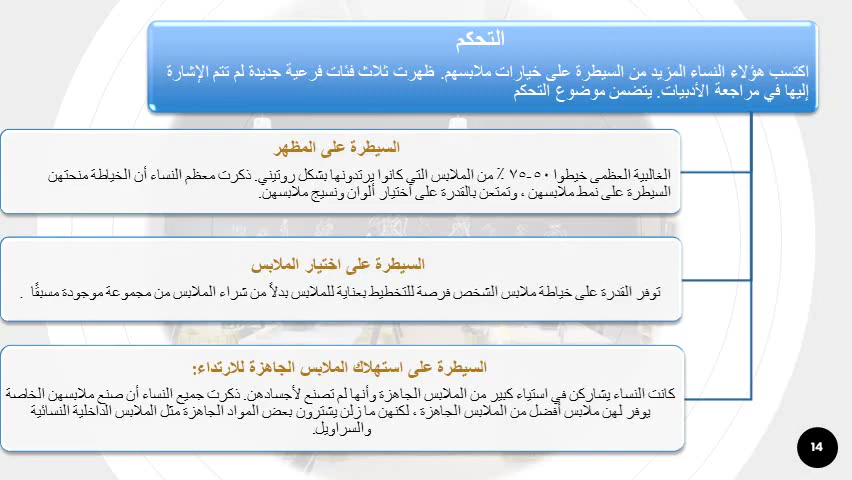 التحكم
اكتسب هؤلاء النساء المزيد من السيطرة على خيارات ملابسهم. ظهرت ثلاث فئات فرعية جديدة لم تتم الإشارة
إليها في مراجعة الأدبيات. يتضمن موضوع التحكم
السيطرة على المظهر
الغالبية العظمى خيطوا ٥٠-٧٥ ٪ من الملابس التي كانوا يرتدونها بشكل روتيني. ذكرت معظم النساء أن الخياطة منحتهن
السيطرة على نمط ملابسهن ، وتمتعن بالقدرة على اختيار ألوان ونسيج ملابسهن.
السيطرة على اختيار الملابس
توفر القدرة على خياطة ملابس الشخص فرصة للتخطيط بعناية للملابس بدلاً من شراء الملابس من مجموعة موجودة مسبقًا .
السيطرة على استهلاك الملابس الجاهزة للارتداء:
كانت النساء يشاركن في استياء كبير من الملابس الجاهزة وأنها لم تصنع لأجسادهن. ذكرت جميع النساء أن صنع ملابسهن الخاصة
يوفر لهن ملابس أفضل من الملابس الجاهزة ، لكنهن ما زلن يشترون بعض المواد الجاهزة مثل الملابس الداخلية النسائية
والسراويل.
14